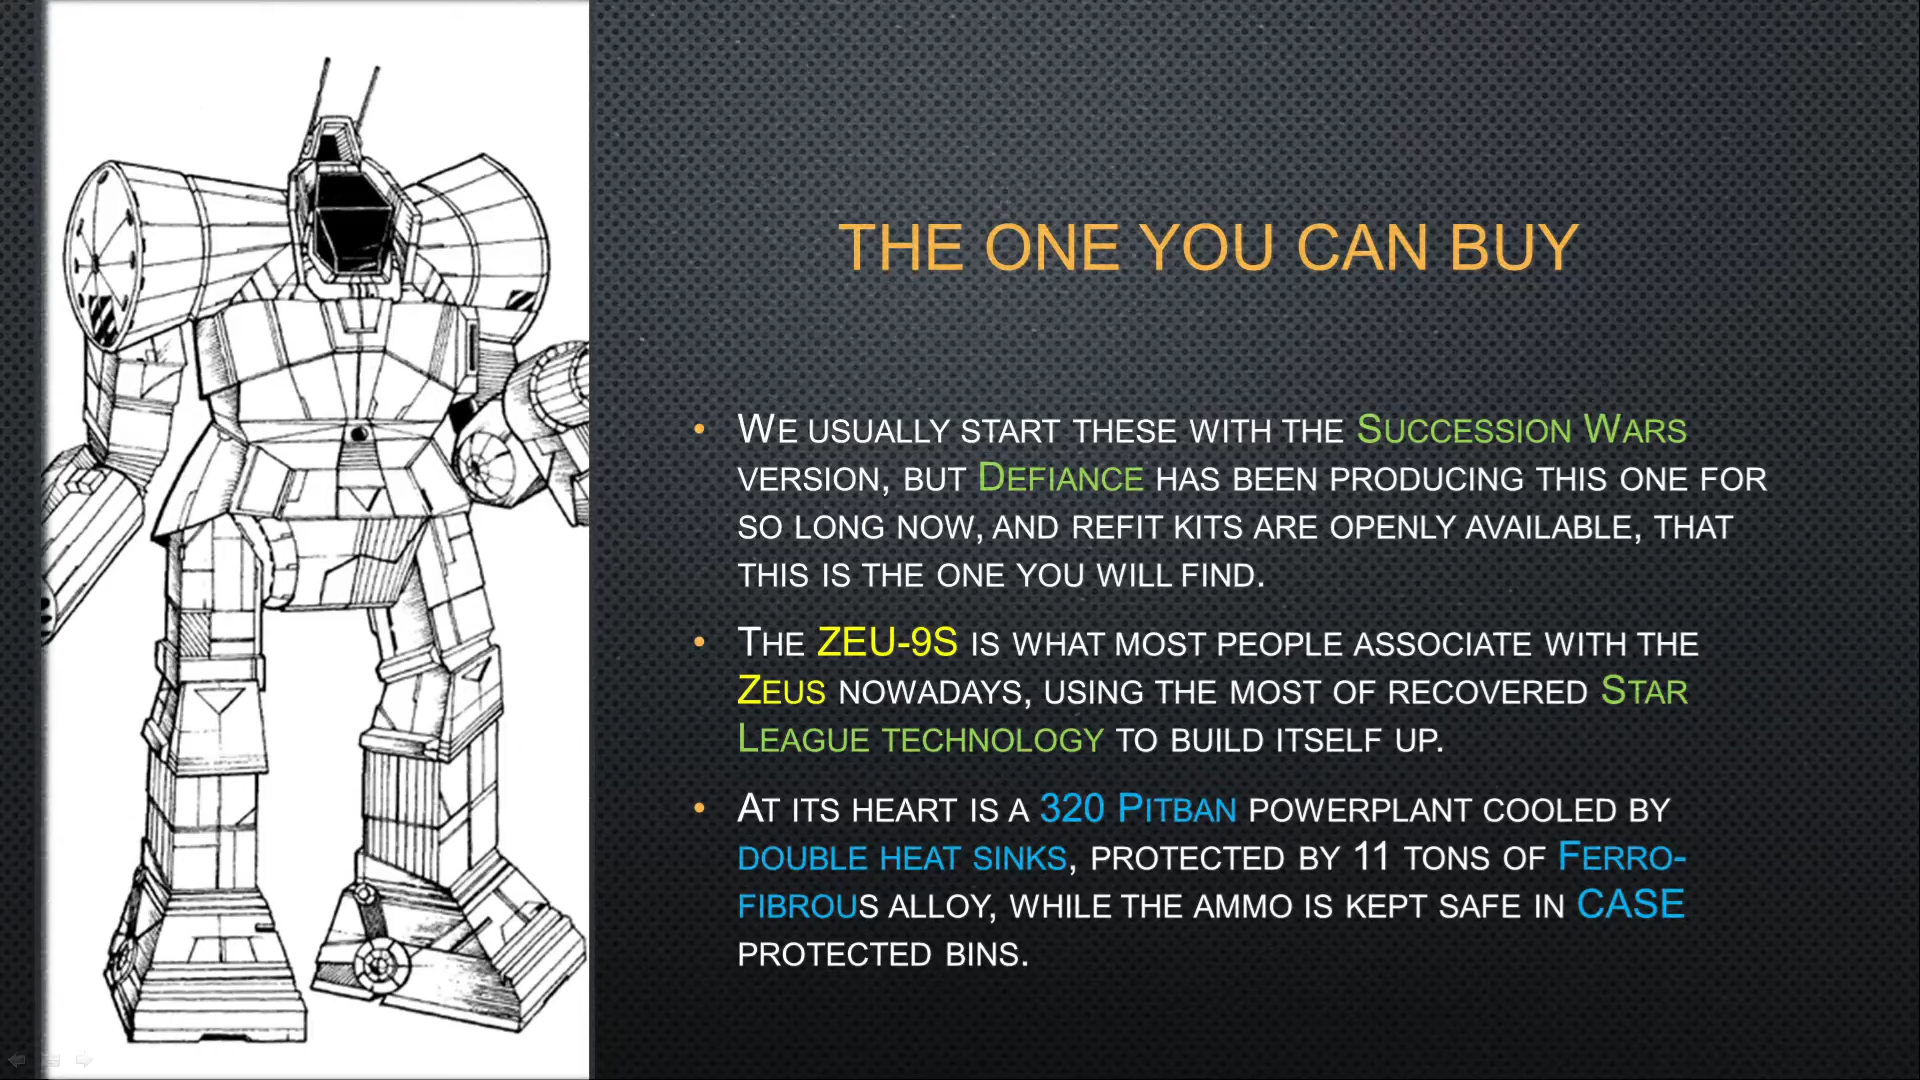 THE ONE YOU CAN BUY
• WE USUALLY START THESE WITH THE SUCCESSION WARS
VERSION, BUT DEFIANCE HAS BEEN PRODUCING THIS ONE FOR
SO LONG NOW, AND REFIT KITS ARE OPENLY AVAILABLE, THAT
THIS IS THE ONE YOU WILL FIND.
• THE ZEU-9S IS WHAT MOST PEOPLE ASSOCIATE WITH THE
ZEUS NOWADAYS, USING THE MOST OF RECOVERED STAR
LEAGUE TECHNOLOGY TO BUILD ITSELF UP.
• AT ITS HEART IS A 320 PITBAN POWERPLANT COOLED BY
DOUBLE HEAT SINKS, PROTECTED BY 11 TONS OF FERRO-
FIBROUS ALLOY, WHILE THE AMMO IS KEPT SAFE IN CASE
PROTECTED BINS.